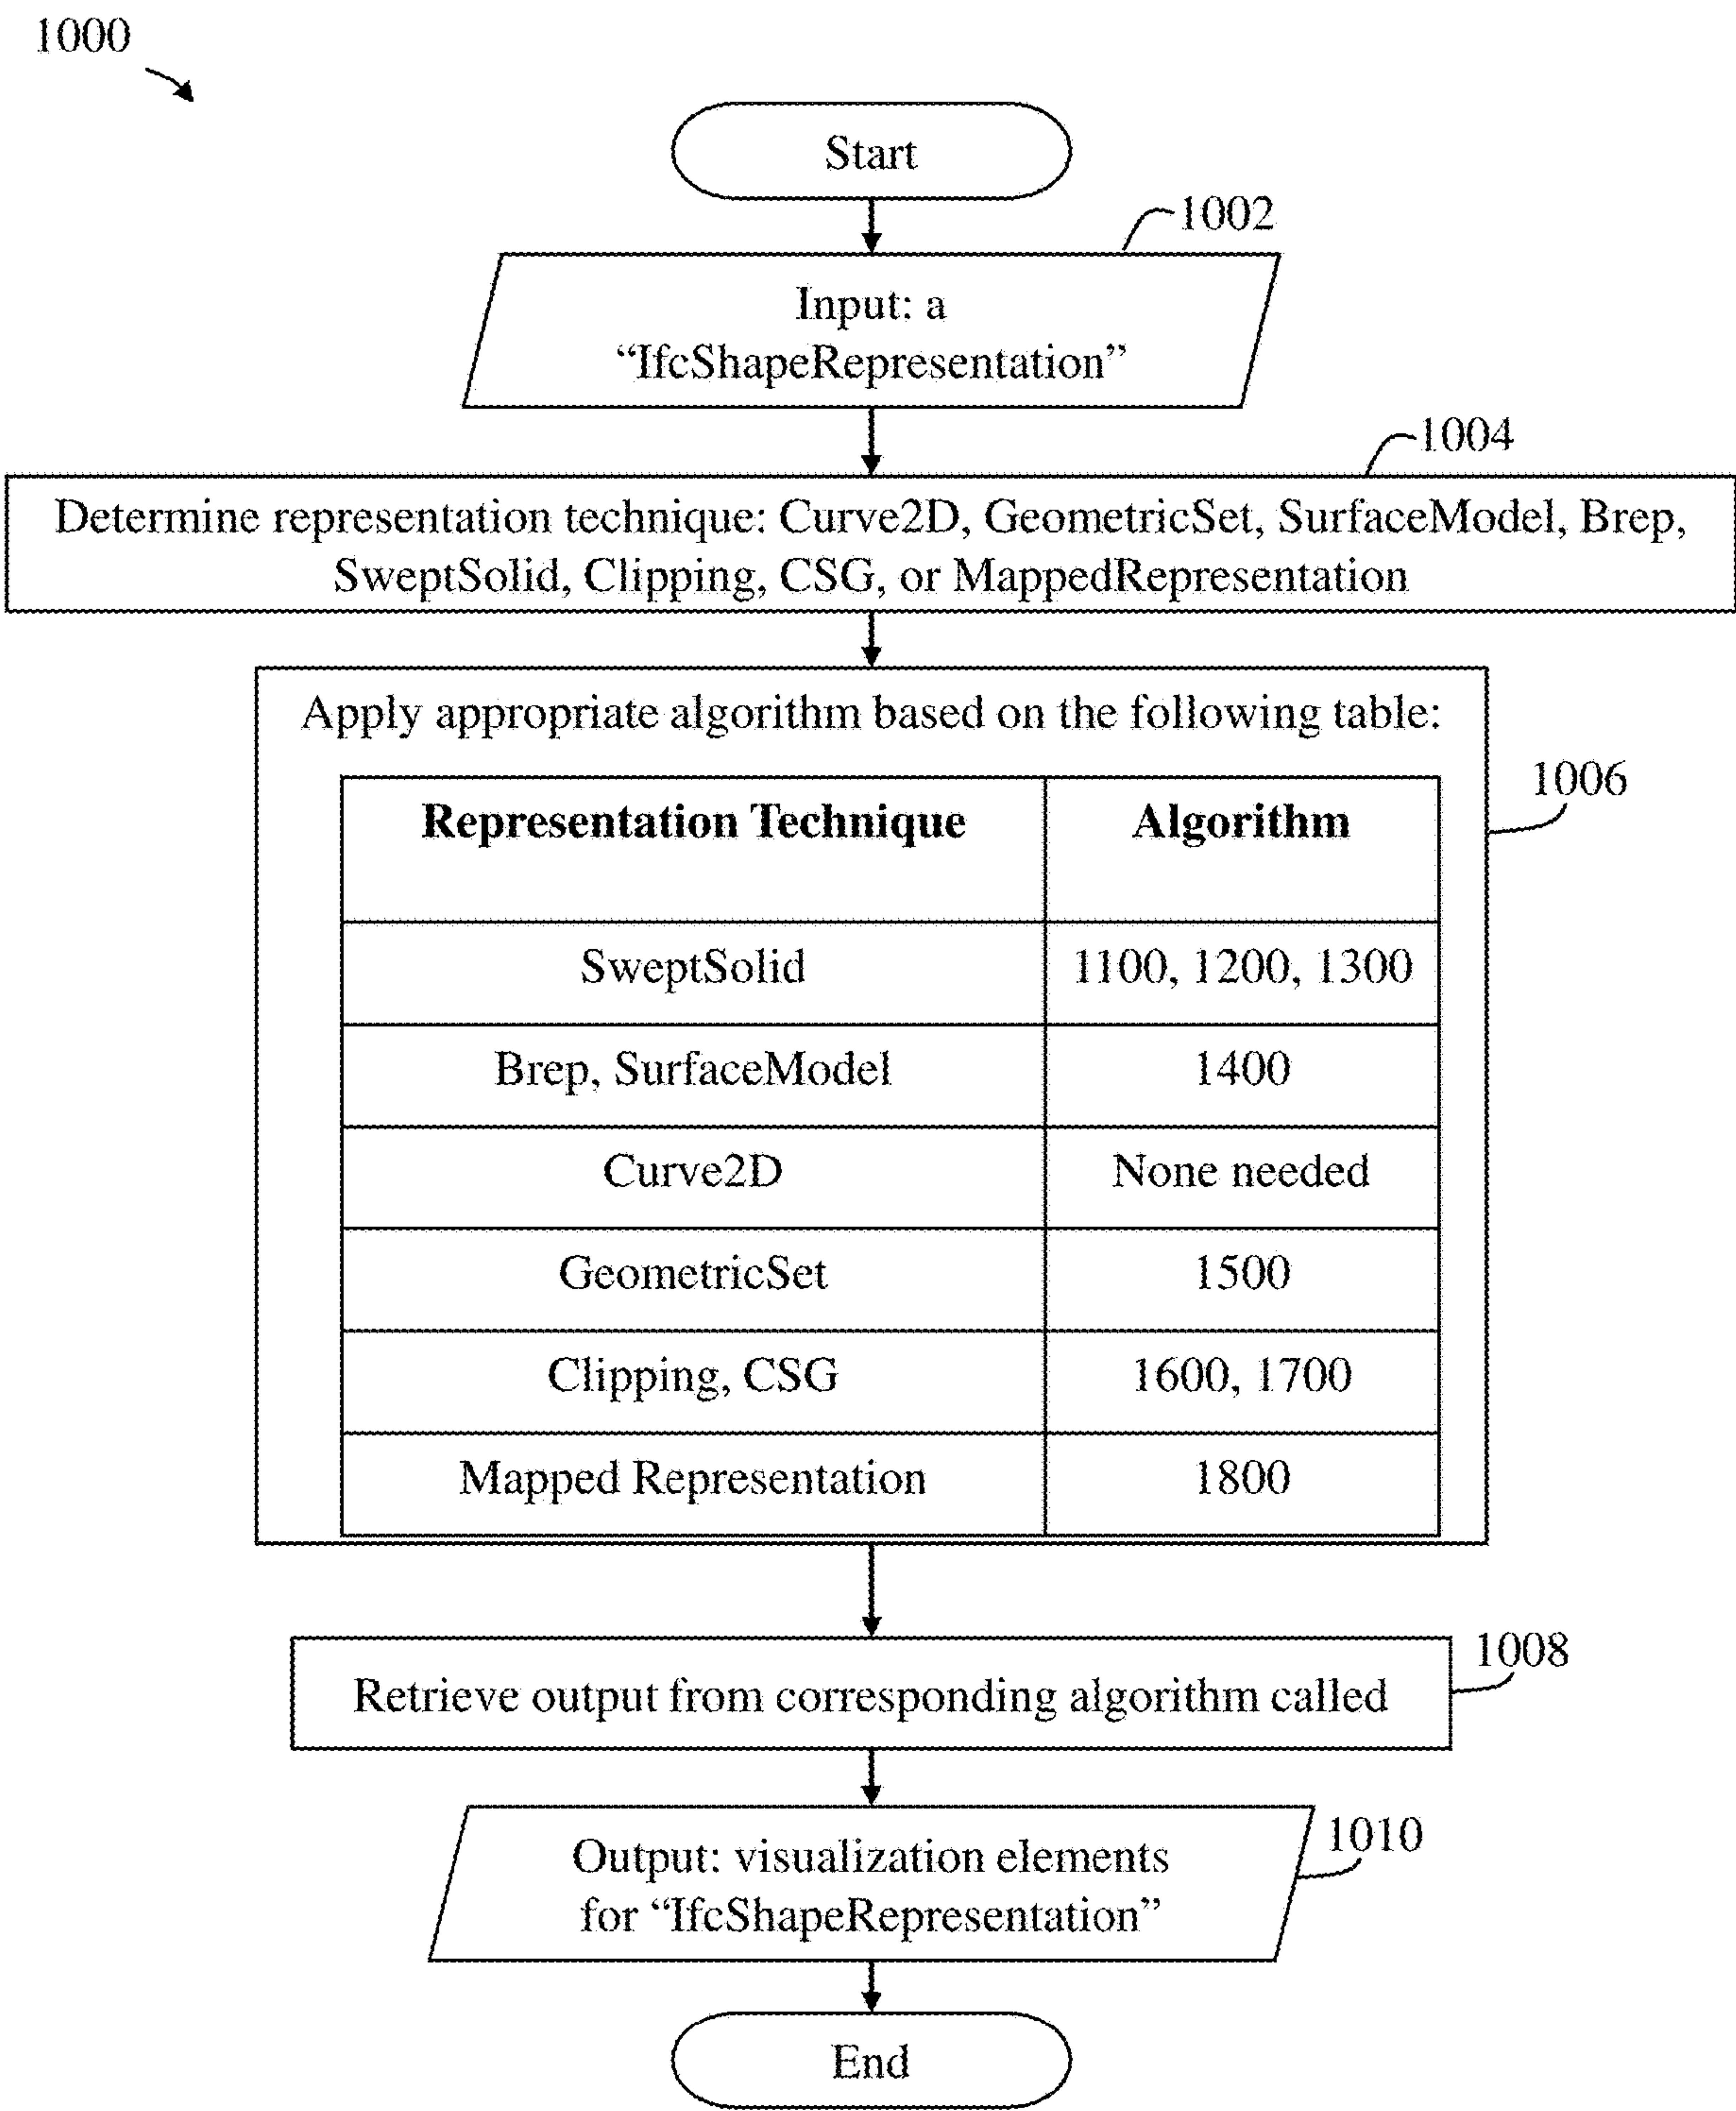 1000
Start
1002
Input: a
“IfcShapeRepresentation”
1004
Determine representation technique: Curve2D, GeometricSet, SurfaceModel, Brep,
SweptSolid, Clipping, CSG, or MappedRepresentation
Apply appropriate algorithm based on the following table:
1006
Representation Technique Algorithm
SweptSolid 1100, 1200, 1300
Brep, SurfaceModel 1400
Curve2D None needed
GeometricSet 1500
Clipping, CSG 1600, 1700
Mapped Representation 1800
1008
Retrieve output from corresponding algorithm called
1010
Output: visualization elements
for “IfcShapeRepresentation”
End